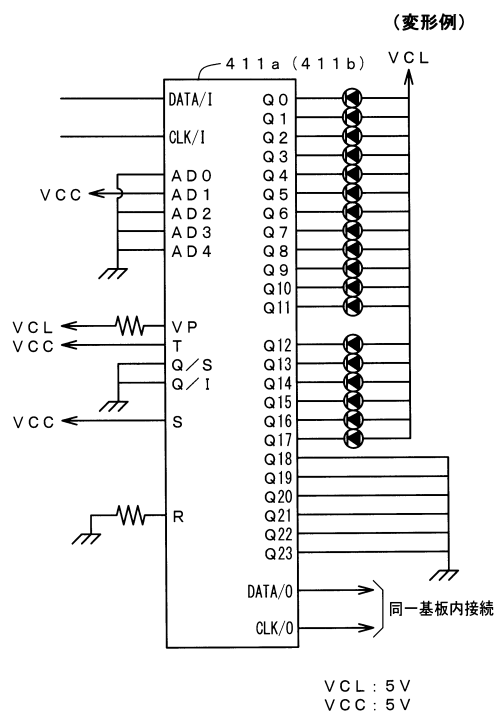 (変形例)
VCL
411a(411b)
DATA/I
CLK/I
AD0
AD1
AD2
AD3
AD4
VCC
VCL
VCC
VP
T
Q/S
Q/I
VCC
S
R
Q0
Q1
Q2
Q3
Q4
Q5
Q6
Q7
Q8
Q9
Q10
Q11
Q12
Q13
Q14
Q15
Q16
Q17
Q18
Q19
Q20
Q21
Q22
Q23
DATA/O
CLK/O
同一基板内接続
VCL:5V
VCC:5V